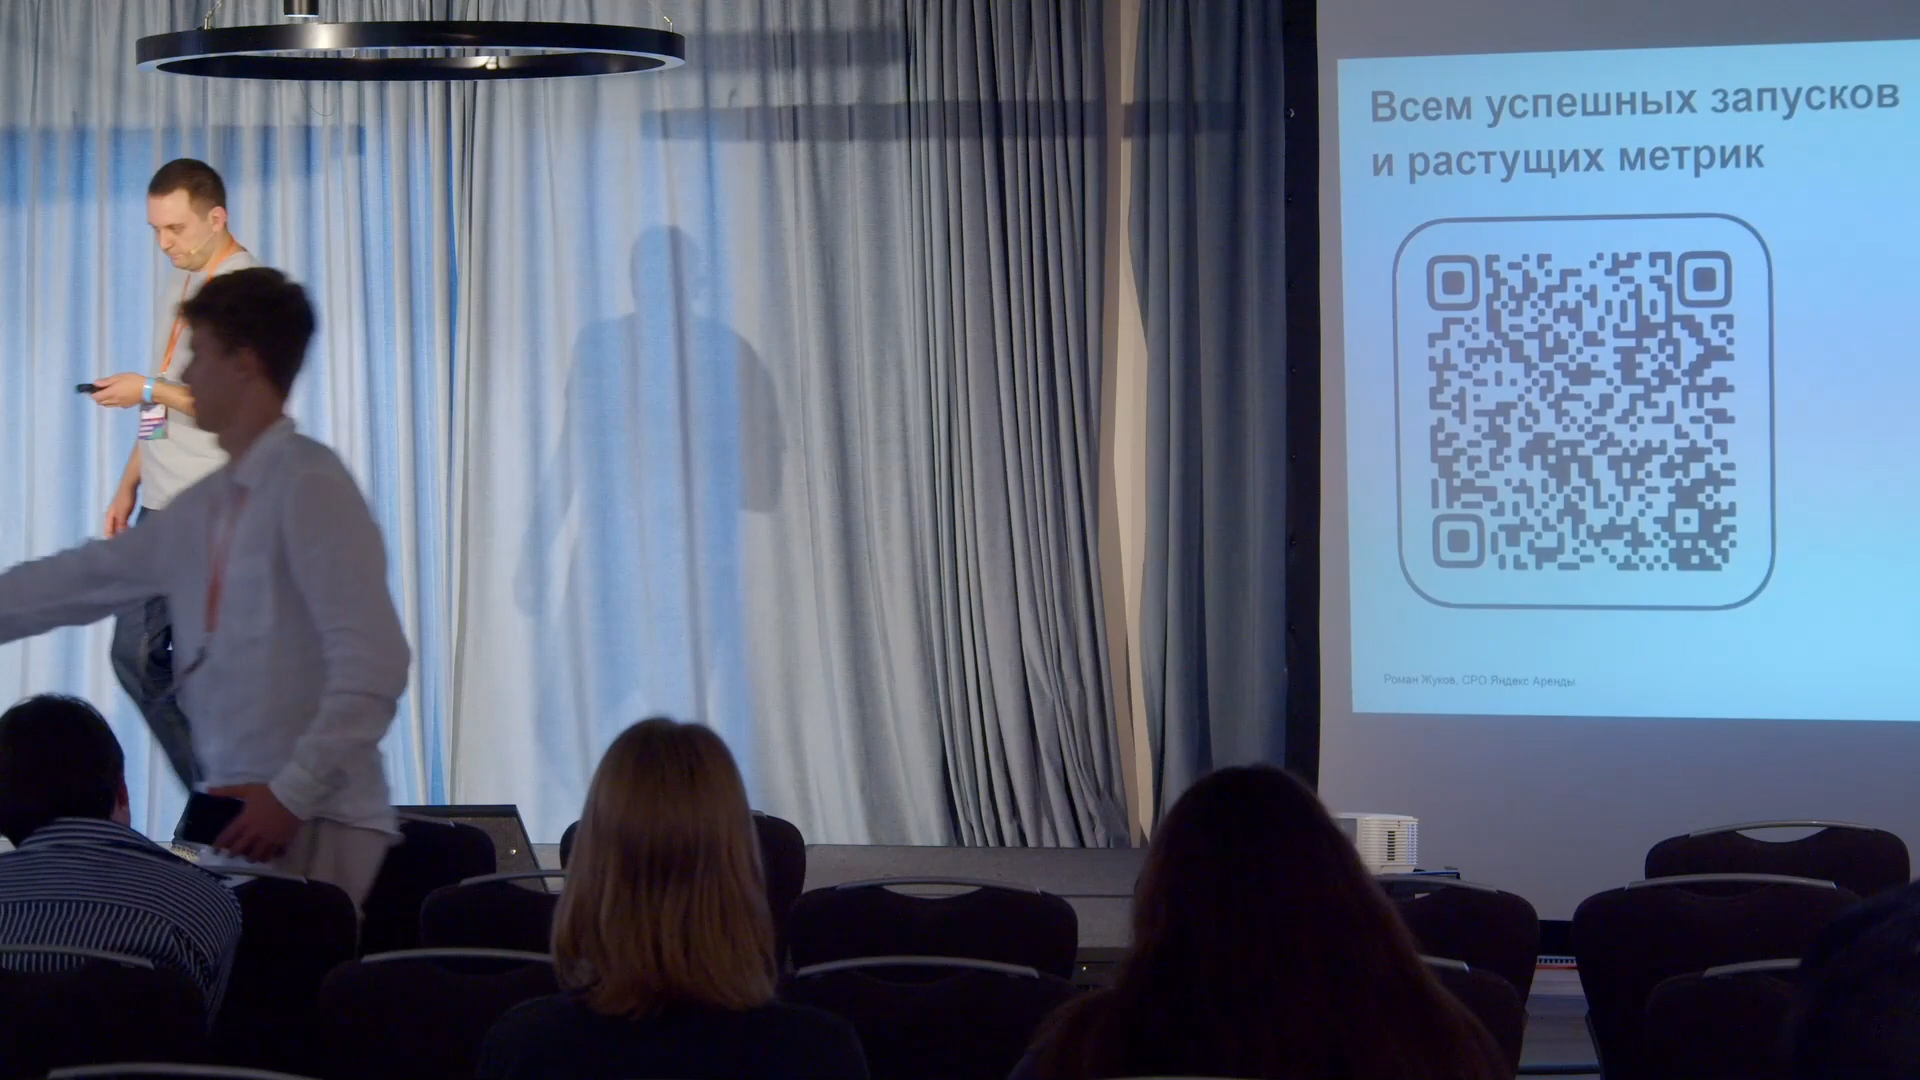 Всем успешных запусков
и растущих метрик
Роман Жуков, CPO Яндекс Аренды